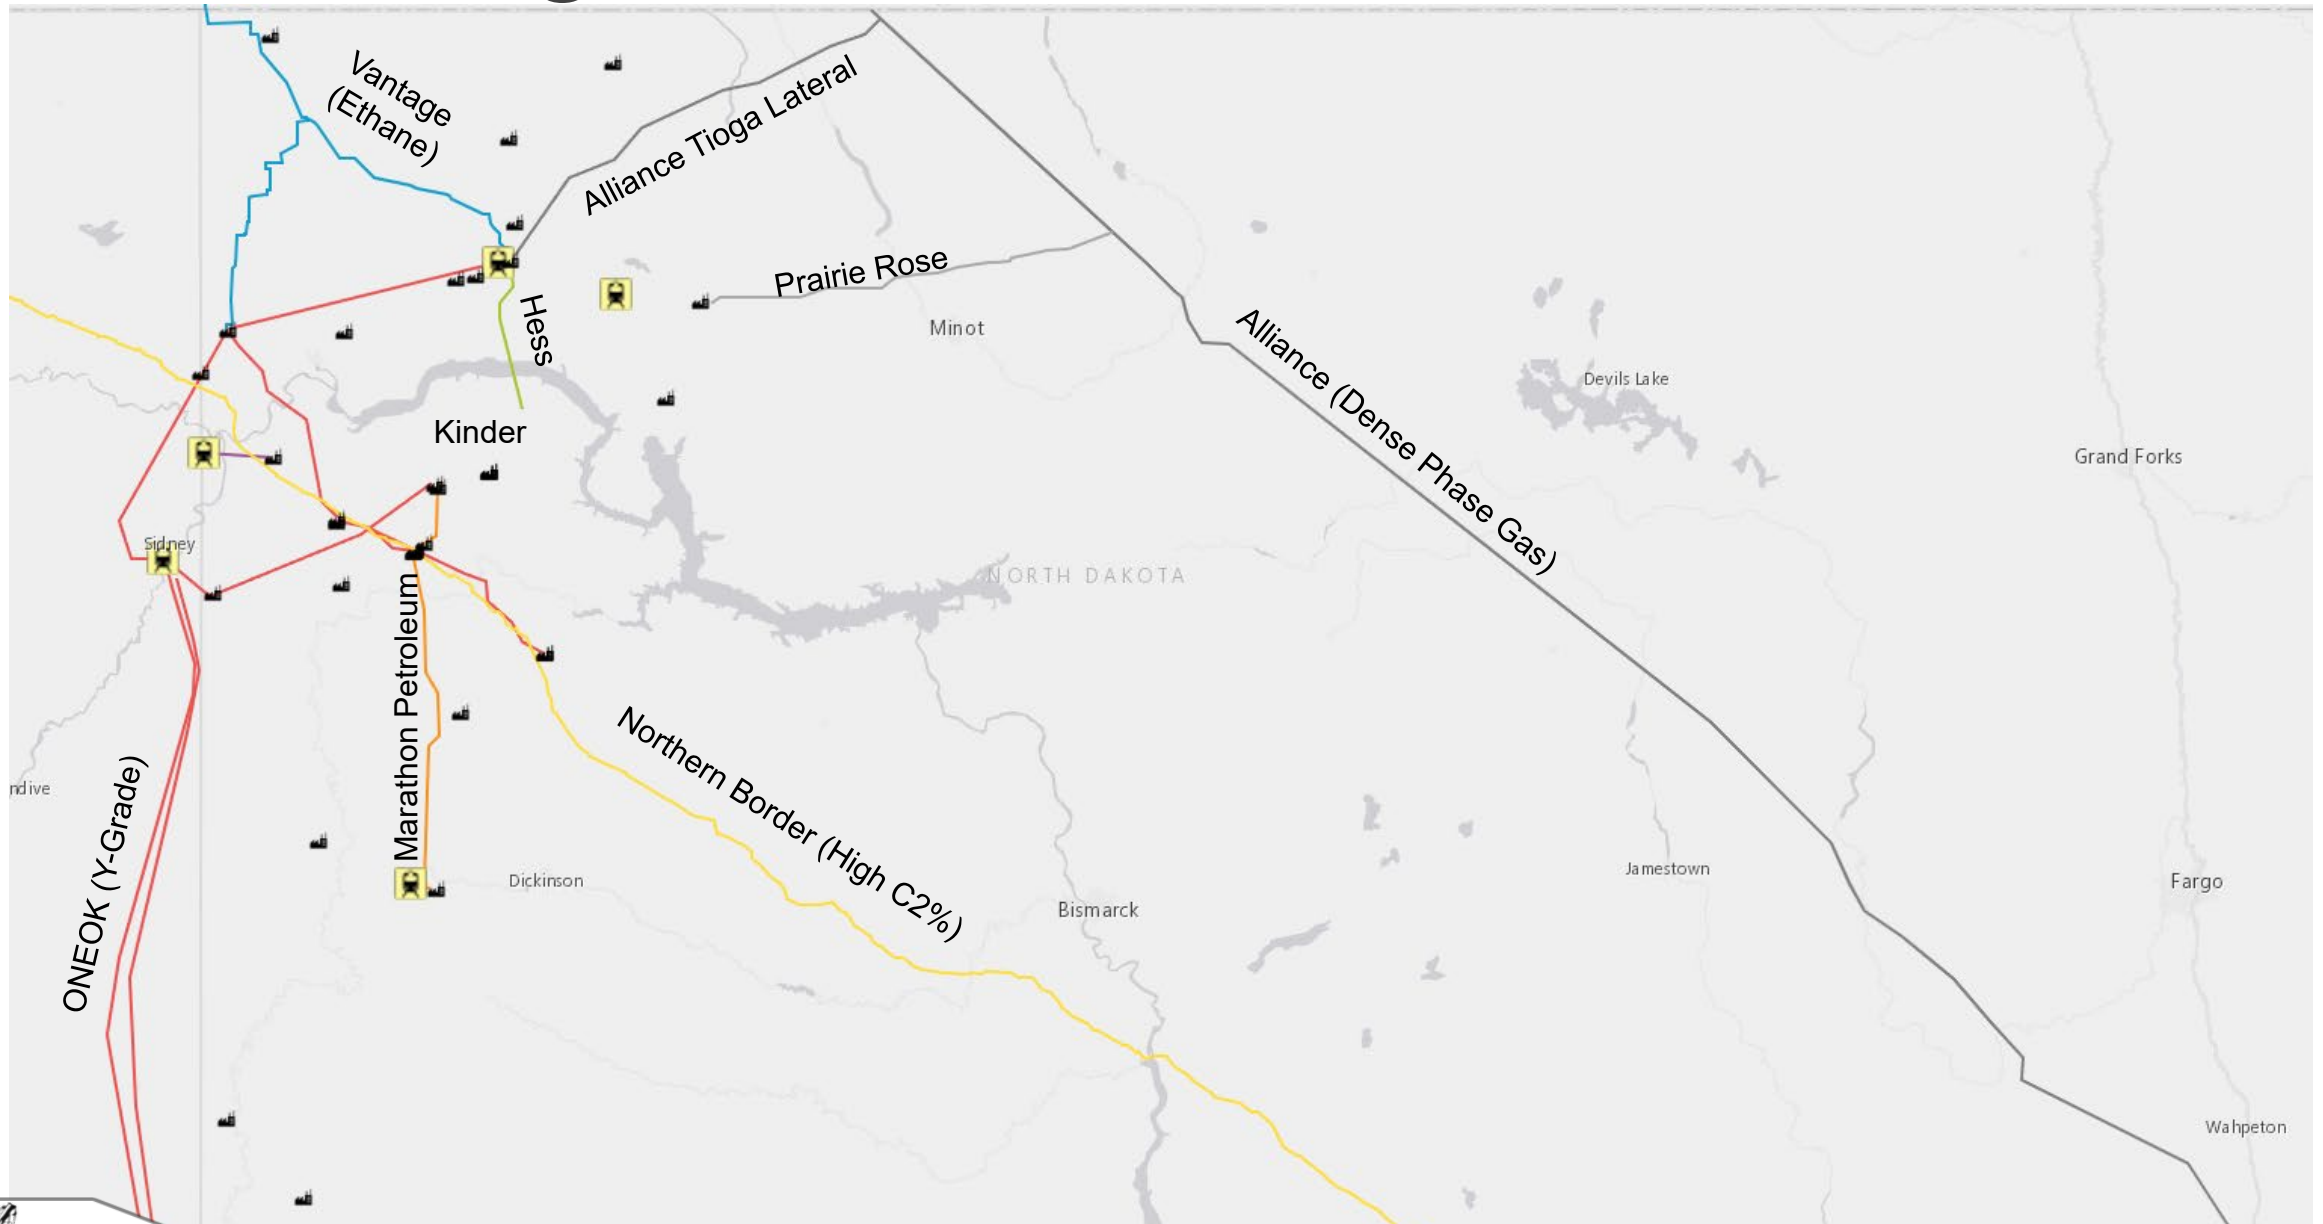 Vantage
(Ethane)
Alliance Tioga Lateral
Prairie Rose
Hess
Minot
Alliance (Dense Phase Gas)
Devils Lake
Kinder
Grand Forks
Sidney
NORTH DAKOTA
Marathon Petroleum
Northern Border (High C2%)
ndive
ONEOK (Y-Grade)
Dickinson
Bismarck
Jamestown
Fargo
Wahpeton